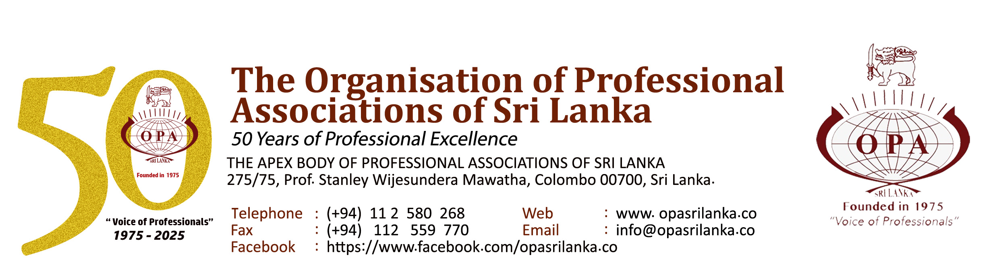 OPA
SRI LANKA
Founded in 1975
“ Voice of Professionals”
1975 - 2025
The Organisation of Professional
Associations of Sri Lanka
50 Years of Professional Excellence
THE APEX BODY OF PROFESSIONAL ASSOCIATIONS OF SRI LANKA
275/75, Prof. Stanley Wijesundera Mawatha, Colombo 00700, Sri Lanka.
Telephone : (+94) 11 2 580 268 Web : www. opasrilanka.co
Fax : (+94) 112 559 770 Email : info@opasrilanka.co
Facebook : https://www.facebook.com/opasrilanka.co
50
OPA
SRI LANKA
Founded in 1975
“Voice of Professionals”